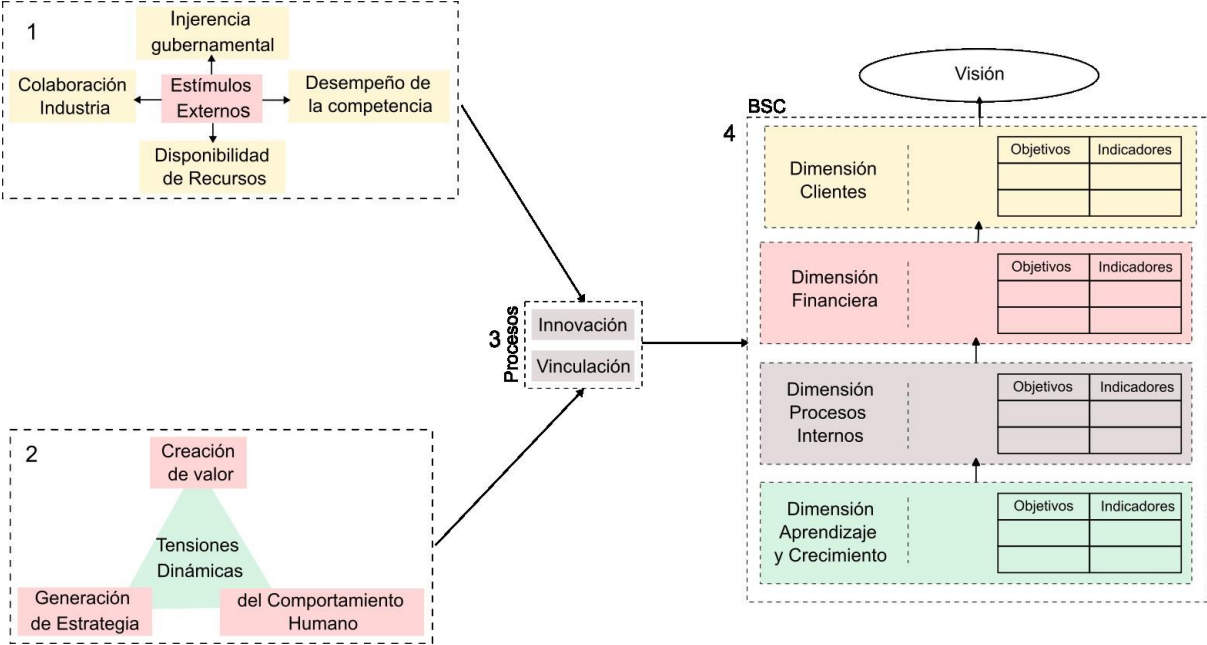 1
Injerencia
gubernamental
Colaboración
Industria
Estímulos
Externos
Desempeño de
la competencia
Disponibilidad
de Recursos
2
Creación
de valor
Tensiones
Dinámicas
Generación
de Estrategia
del Comportamiento
Humano
3
Procesos
Innovación
Vinculación
Visión
BSC
4
Dimensión
Clientes
Objetivos Indicadores
Dimensión
Financiera
Objetivos Indicadores
Dimensión
Procesos
Internos
Objetivos Indicadores
Dimensión
Aprendizaje
y Crecimiento
Objetivos Indicadores